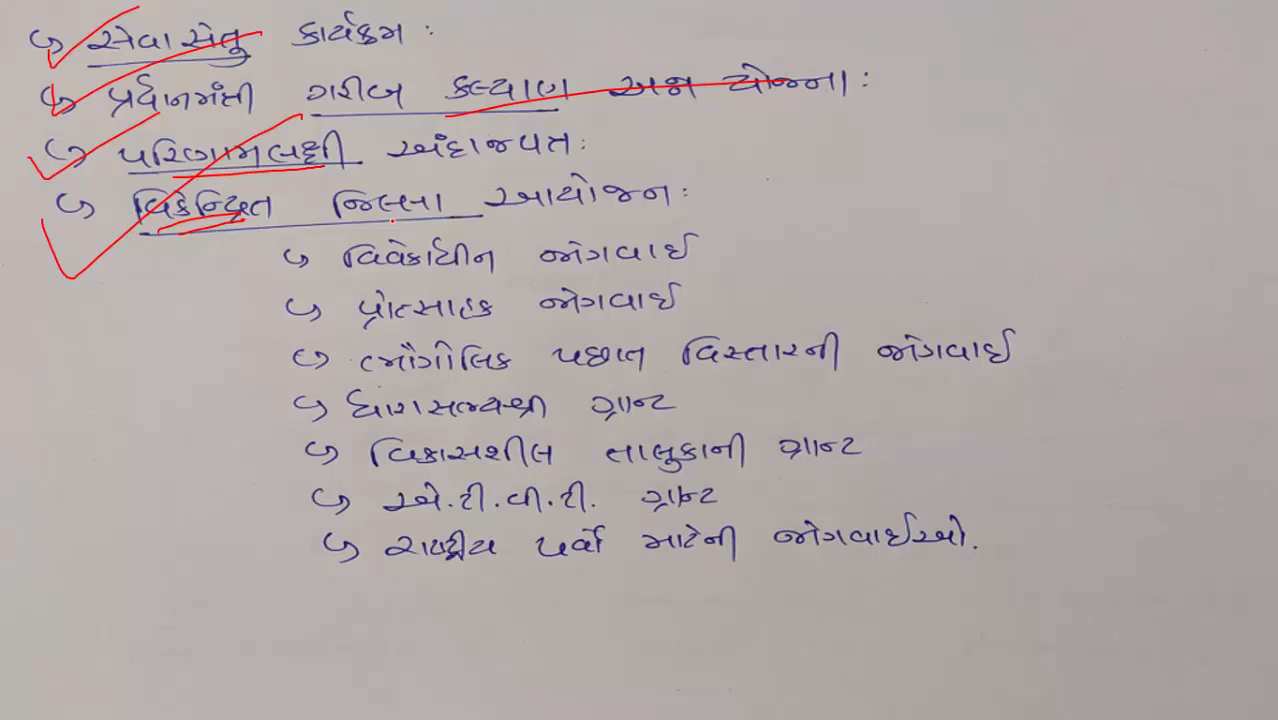 સેવા સેતુ કાર્યક્રમ :
પ્રધાનમંત્રી ગરીબ કલ્યાણ અન્ન યોજના :
પરિણામલક્ષી અંદાજપત્ર :
વિકેન્દ્રિત જિલ્લા આયોજન :
વિવેકાધીન જોગવાઈ
પ્રોત્સાહક જોગવાઈ
ભૌગોલિક પછાત વિસ્તારની જોગવાઈ
ધારાસભ્યશ્રી ગ્રાન્ટ
વિકાસશીલ તાલુકાની ગ્રાન્ટ
એ.ટી.વી.ટી. ગ્રાન્ટ
રાષ્ટ્રીય પર્વો માટેની જોગવાઈઓ.